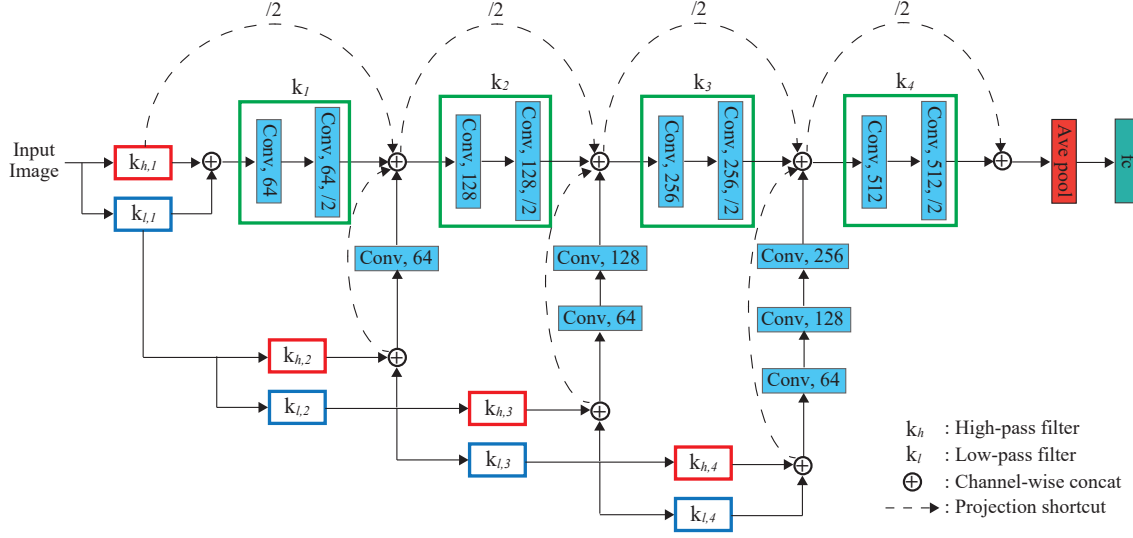 /2
/2
/2
/2
k1
k2
k3
k4
Input
Image
kh,1
kl,1
Conv, 64
Conv, 64, /2
Conv, 128
Conv, 128, /2
Conv, 256
Conv, 256, /2
Conv, 512
Conv, 512, /2
Ave pool
fc
Conv, 64
Conv, 128
Conv, 256
Conv, 64
Conv, 128
Conv, 64
kh,2
kl,2
kh,3
kl,3
kh,4
kl,4
kh : High-pass filter
kl : Low-pass filter
: Channel-wise concat
: Projection shortcut